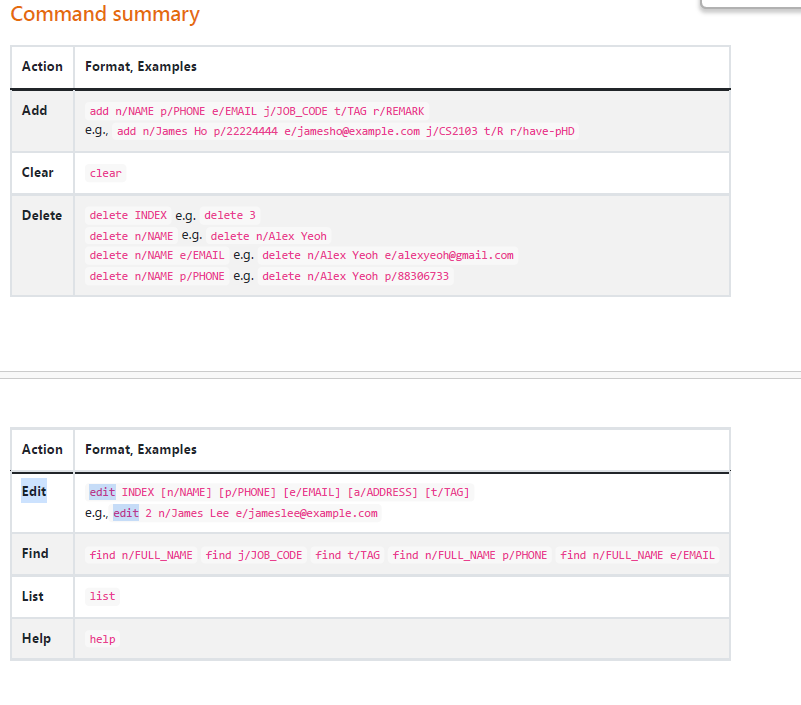 Command summary
Action Format, Examples
Add add n/NAME p/PHONE e/EMAIL j/JOB_CODE t/TAG r/REMARK
e.g., add n/James Ho p/22224444 e/jamesho@example.com j/CS2103 t/R r/have-pHD
Clear clear
Delete delete INDEX e.g. delete 3
delete n/NAME e.g. delete n/Alex Yeoh
delete n/NAME e/EMAIL e.g. delete n/Alex Yeoh e/alexyeoh@gmail.com
delete n/NAME p/PHONE e.g. delete n/Alex Yeoh p/88306733
Action Format, Examples
Edit edit INDEX [n/NAME] [p/PHONE] [e/EMAIL] [a/ADDRESS] [t/TAG]
e.g., edit 2 n/James Lee e/jameslee@example.com
Find find n/FULL_NAME find j/JOB_CODE find t/TAG find n/FULL_NAME p/PHONE find n/FULL_NAME e/EMAIL
List list
Help help